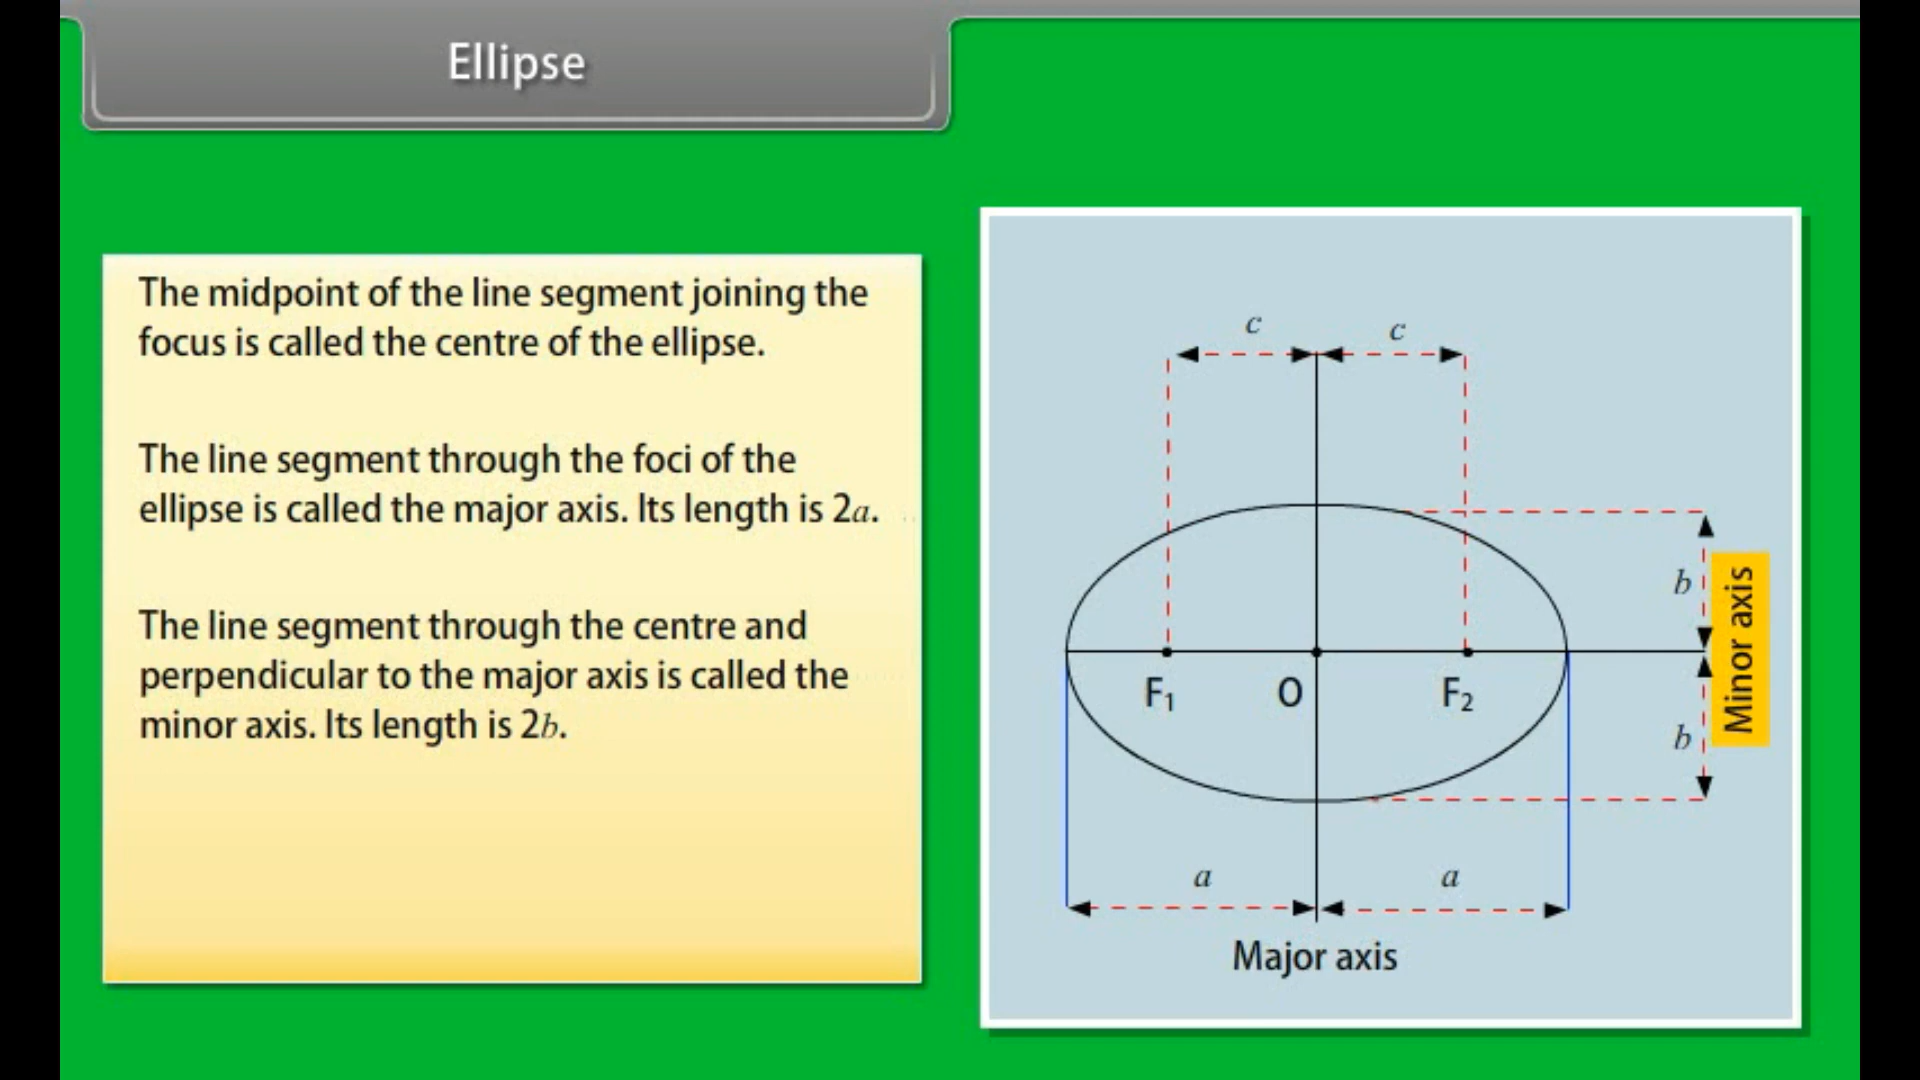 Ellipse
The midpoint of the line segment joining the
focus is called the centre of the ellipse.
The line segment through the foci of the
ellipse is called the major axis. Its length is 2a.
The line segment through the centre and
perpendicular to the major axis is called the
minor axis. Its length is 2b.
c c
b
Minor axis
F₁ O F₂
b
a a
Major axis